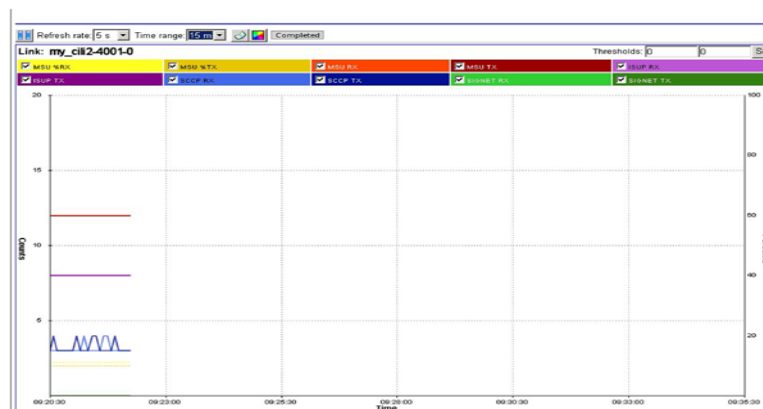 Refresh rate: 5 s Time range: 15 m Completed
Link: my_cilli2-4001-0 Thresholds: 0 0
MSU %RX MSU %TX MSU RX MSU TX ISUP RX
ISUP TX SCCP RX SCCP TX SIGNET RX SIGNET TX
20 100
15 80
60
10
40
5
20
Counts
09:20:30 09:23:00 09:25:30 09:28:00 09:30:30 09:33:00 09:35:30
Time